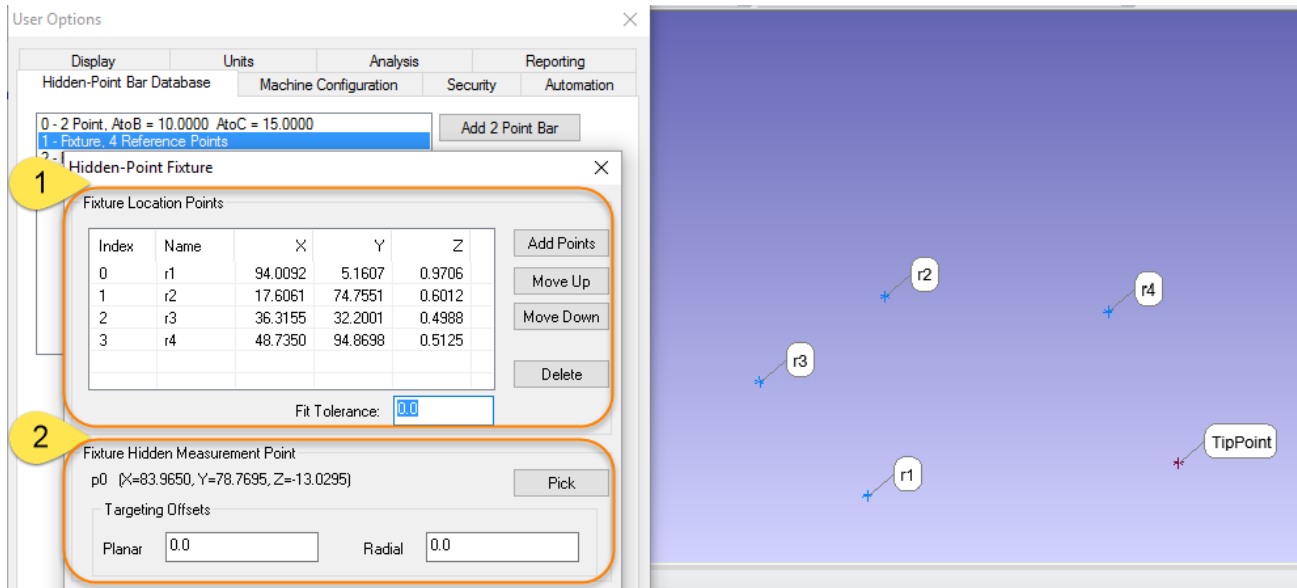 User Options
Display Units Analysis Reporting
Hidden-Point Bar Database Machine Configuration Security Automation
0 - 2 Point, AtoB = 10.0000 AtoC = 15.0000
Add 2 Point Bar
1 - Fixture, 4 Reference Points
2 -
Hidden-Point Fixture
1
Fixture Location Points
Index Name X Y Z
0 r1 94.0092 5.1607 0.9706
1 r2 17.6061 74.7551 0.6012
2 r3 36.3155 32.2001 0.4988
3 r4 48.7350 94.8698 0.5125
Add Points
Move Up
Move Down
Delete
Fit Tolerance: 0.0
2
Fixture Hidden Measurement Point
p0 (X=83.9650, Y=78.7695, Z=-13.0295)
Pick
Targeting Offsets
Planar 0.0 Radial 0.0
r2
r4
r3
TipPoint
r1